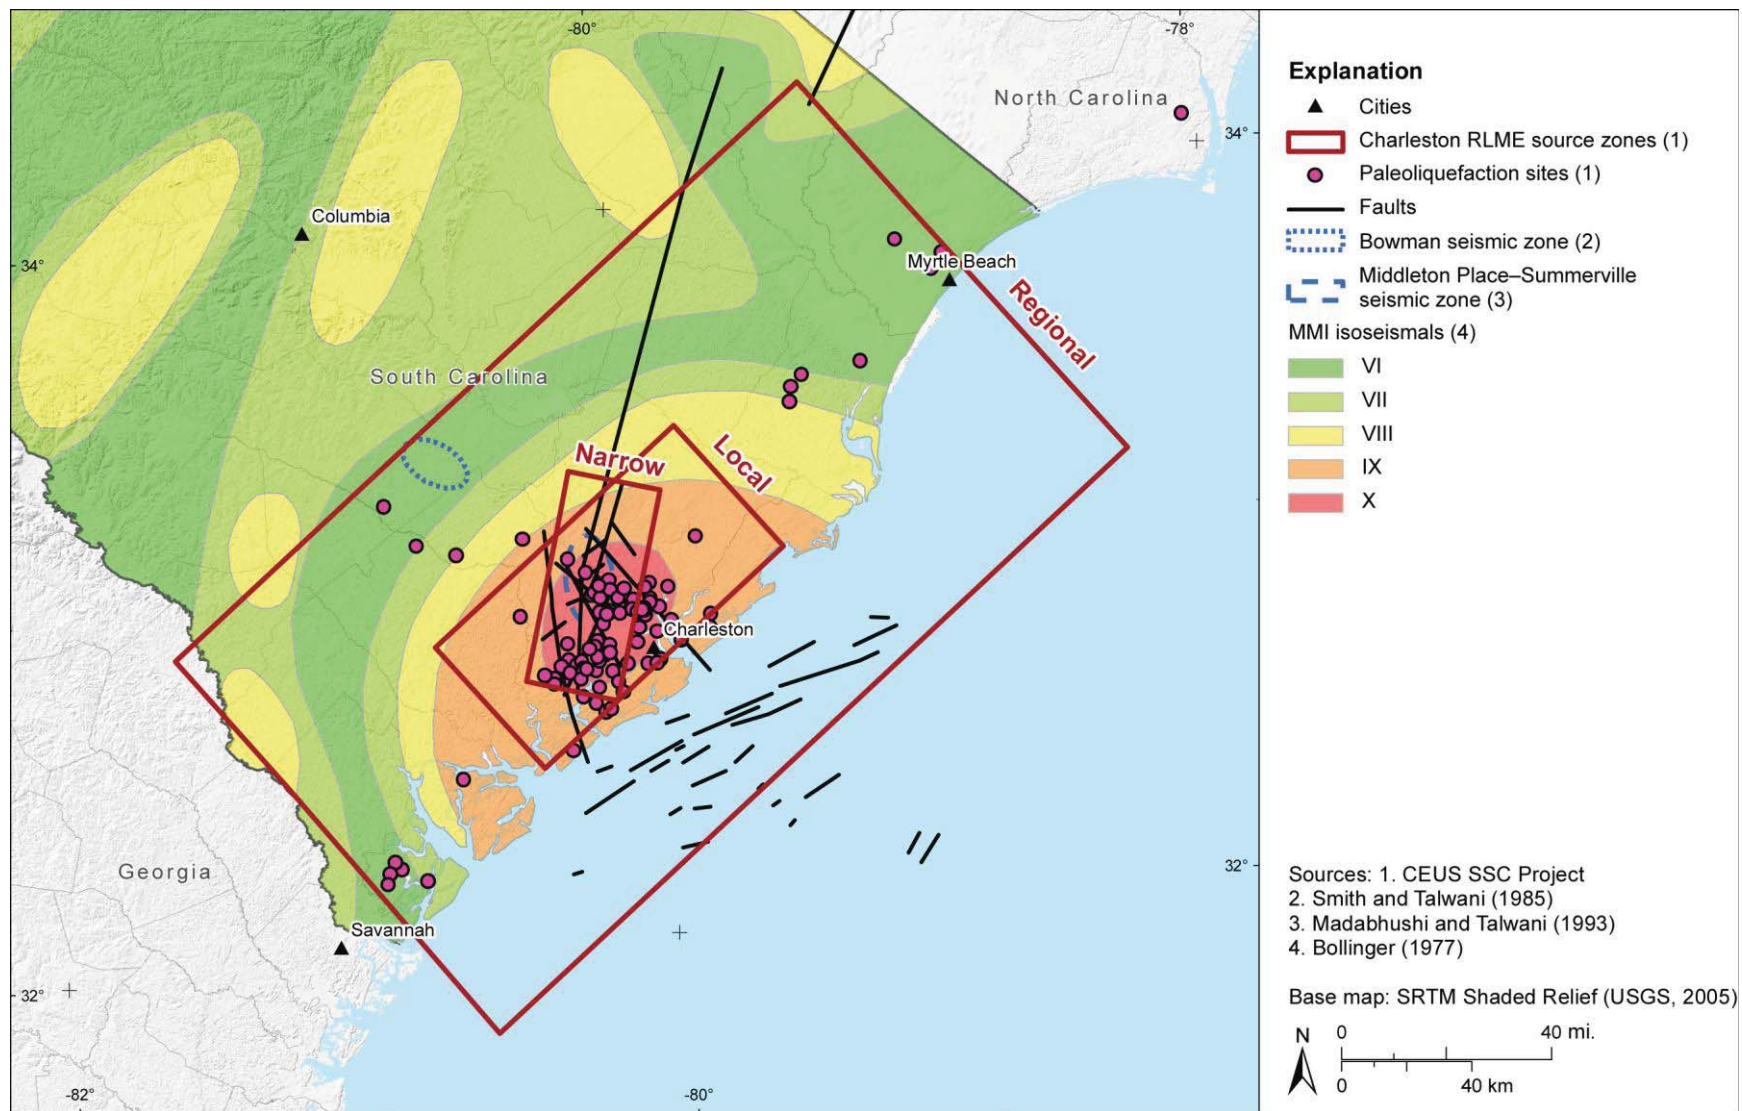 -80°
-78°
North Carolina
34°
Columbia
34°
Myrtle Beach
Regional
South Carolina
Narrow
Local
Charleston
Georgia
32°
Savannah
32°
-82°
-80°
Explanation
Cities
Charleston RLME source zones (1)
Paleoliquefaction sites (1)
Faults
Bowman seismic zone (2)
Middleton Place–Summerville
seismic zone (3)
MMI isoseismals (4)
VI
VII
VIII
IX
X
Sources: 1. CEUS SSC Project
2. Smith and Talwani (1985)
3. Madabhushi and Talwani (1993)
4. Bollinger (1977)
Base map: SRTM Shaded Relief (USGS, 2005)
N
0 40 mi.
0 40 km